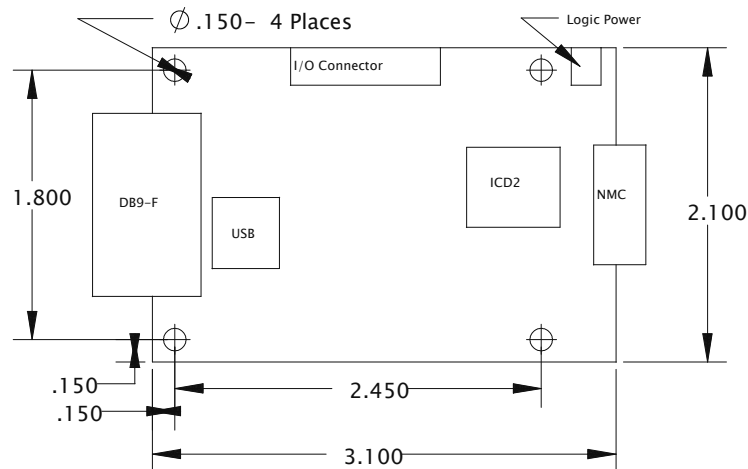 Ø .150- 4 Places
Logic Power
I/O Connector
1.800
DB9-F
USB
ICD2
NMC
2.100
.150
.150
2.450
3.100